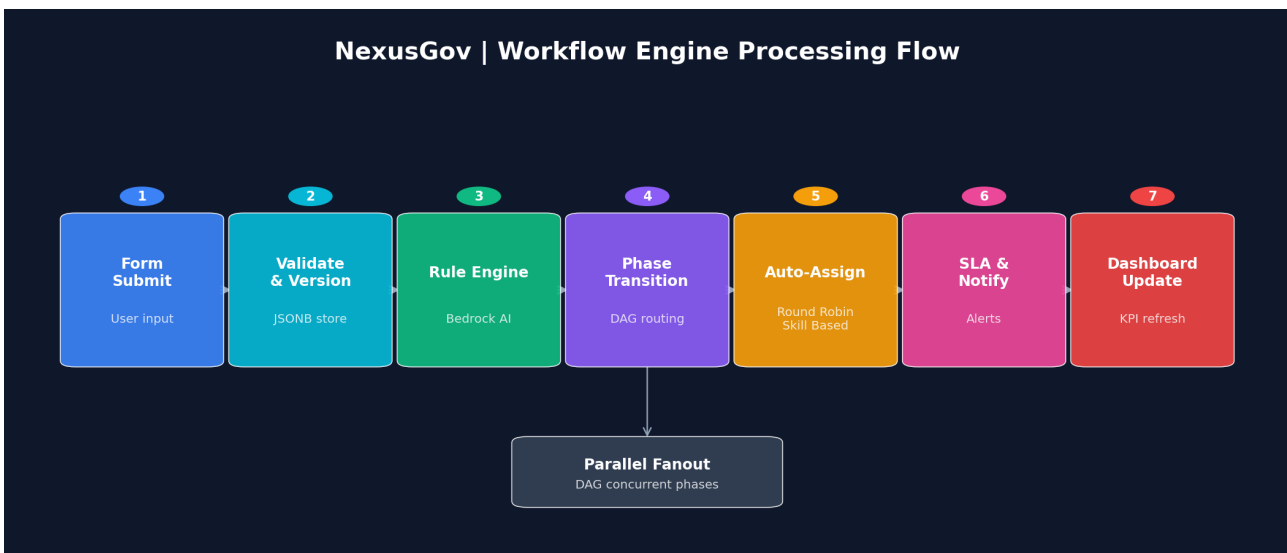 NexusGov | Workflow Engine Processing Flow
1
2
3
4
5
6
7
Form
Submit
User input
Validate
& Version
JSONB store
Rule Engine
Bedrock AI
Phase
Transition
DAG routing
Auto-Assign
Round Robin
Skill Based
SLA &
Notify
Alerts
Dashboard
Update
KPI refresh
Parallel Fanout
DAG concurrent phases